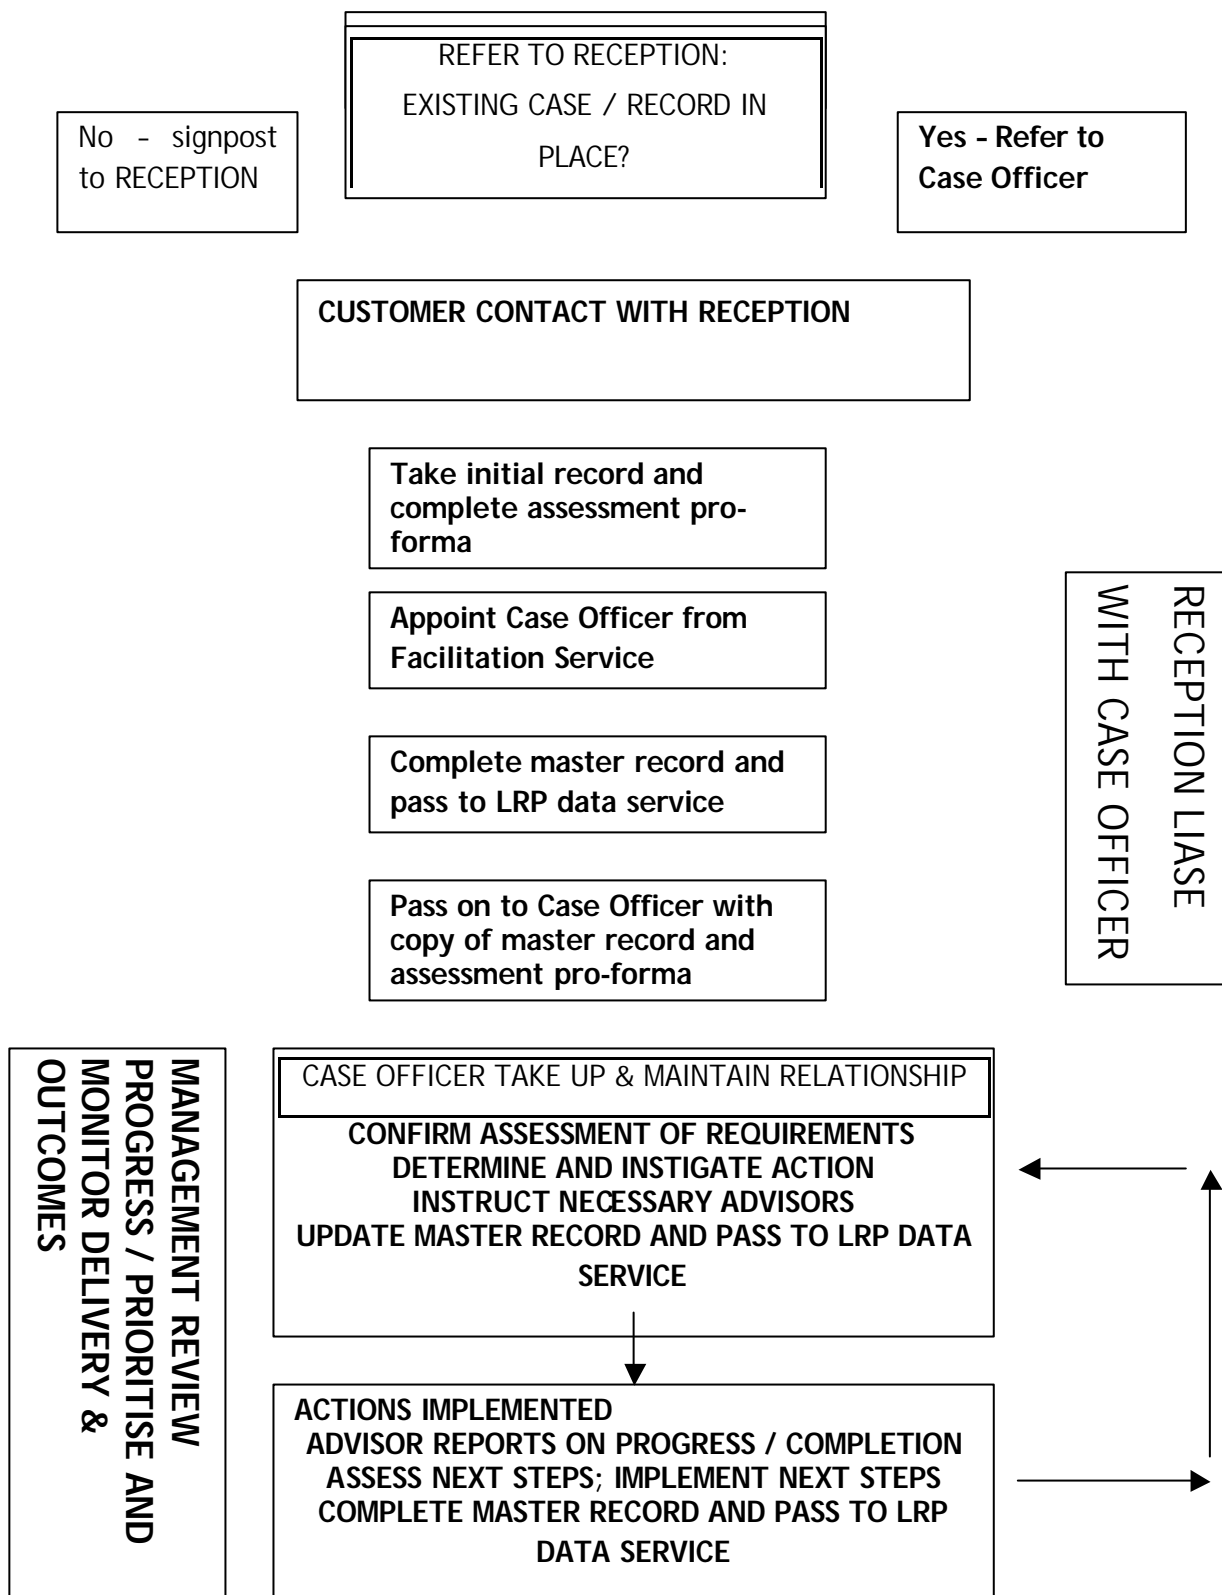 REFER TO RECEPTION:
EXISTING CASE / RECORD IN
PLACE?
No - signpost
to RECEPTION
Yes - Refer to
Case Officer
CUSTOMER CONTACT WITH RECEPTION
Take initial record and
complete assessment pro-
forma
Appoint Case Officer from
Facilitation Service
Complete master record and
pass to LRP data service
Pass on to Case Officer with
copy of master record and
assessment pro-forma
RECEPTION LIASE
WITH CASE OFFICER
MANAGEMENT REVIEW
PROGRESS / PRIORITISE AND
MONITOR DELIVERY &
OUTCOMES
CASE OFFICER TAKE UP & MAINTAIN RELATIONSHIP
CONFIRM ASSESSMENT OF REQUIREMENTS
DETERMINE AND INSTIGATE ACTION
INSTRUCT NECESSARY ADVISORS
UPDATE MASTER RECORD AND PASS TO LRP DATA
SERVICE
ACTIONS IMPLEMENTED
ADVISOR REPORTS ON PROGRESS / COMPLETION
ASSESS NEXT STEPS; IMPLEMENT NEXT STEPS
COMPLETE MASTER RECORD AND PASS TO LRP
DATA SERVICE